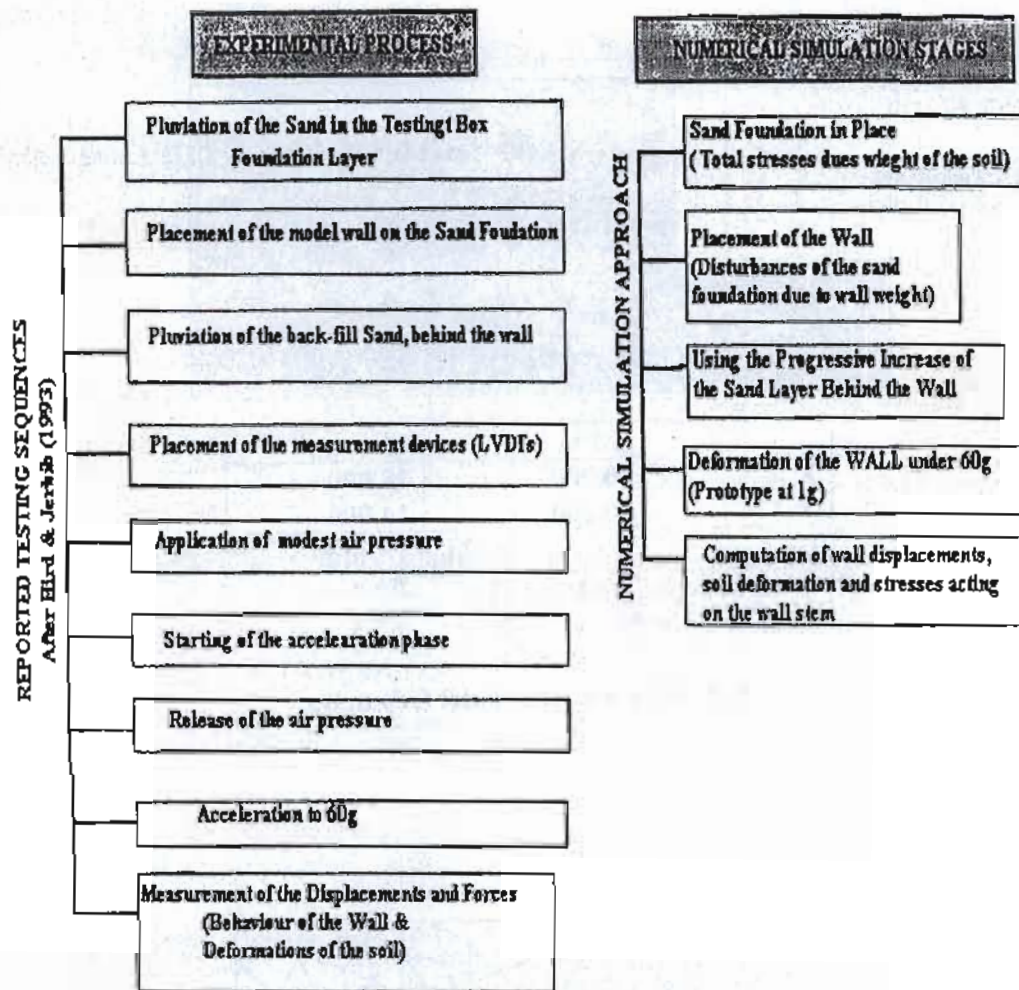 EXPERIMENTAL PROCESS
NUMERICAL SIMULATION STAGES
REPORTED TESTING SEQUENCES
After Hird & Jerbib (1993)
Pluviation of the Sand in the Testingt Box
Foundation Layer
Placement of the model wall on the Sand Foudation
Pluviation of the back-fill Sand, behind the wall
Placement of the measurement devices (LVDTs)
Application of modest air pressure
Starting of the accelearation phase
Release of the air pressure
Acceleration to 60g
Measurement of the Displacements and Forces
(Behaviour of the Wall &
Deformations of the soil)
NUMERICAL SIMULATION APPROACH
Sand Foundation in Place
( Total stresses dues wieght of the soil)
Placement of the Wall
(Disturbances of the sand
foundation due to wall weight)
Using the Progressive Increase of
the Sand Layer Behind the Wall
Deformation of the WALL under 60g
(Prototype at 1g)
Computation of wall displacements,
soil deformation and stresses acting
on the wall stem